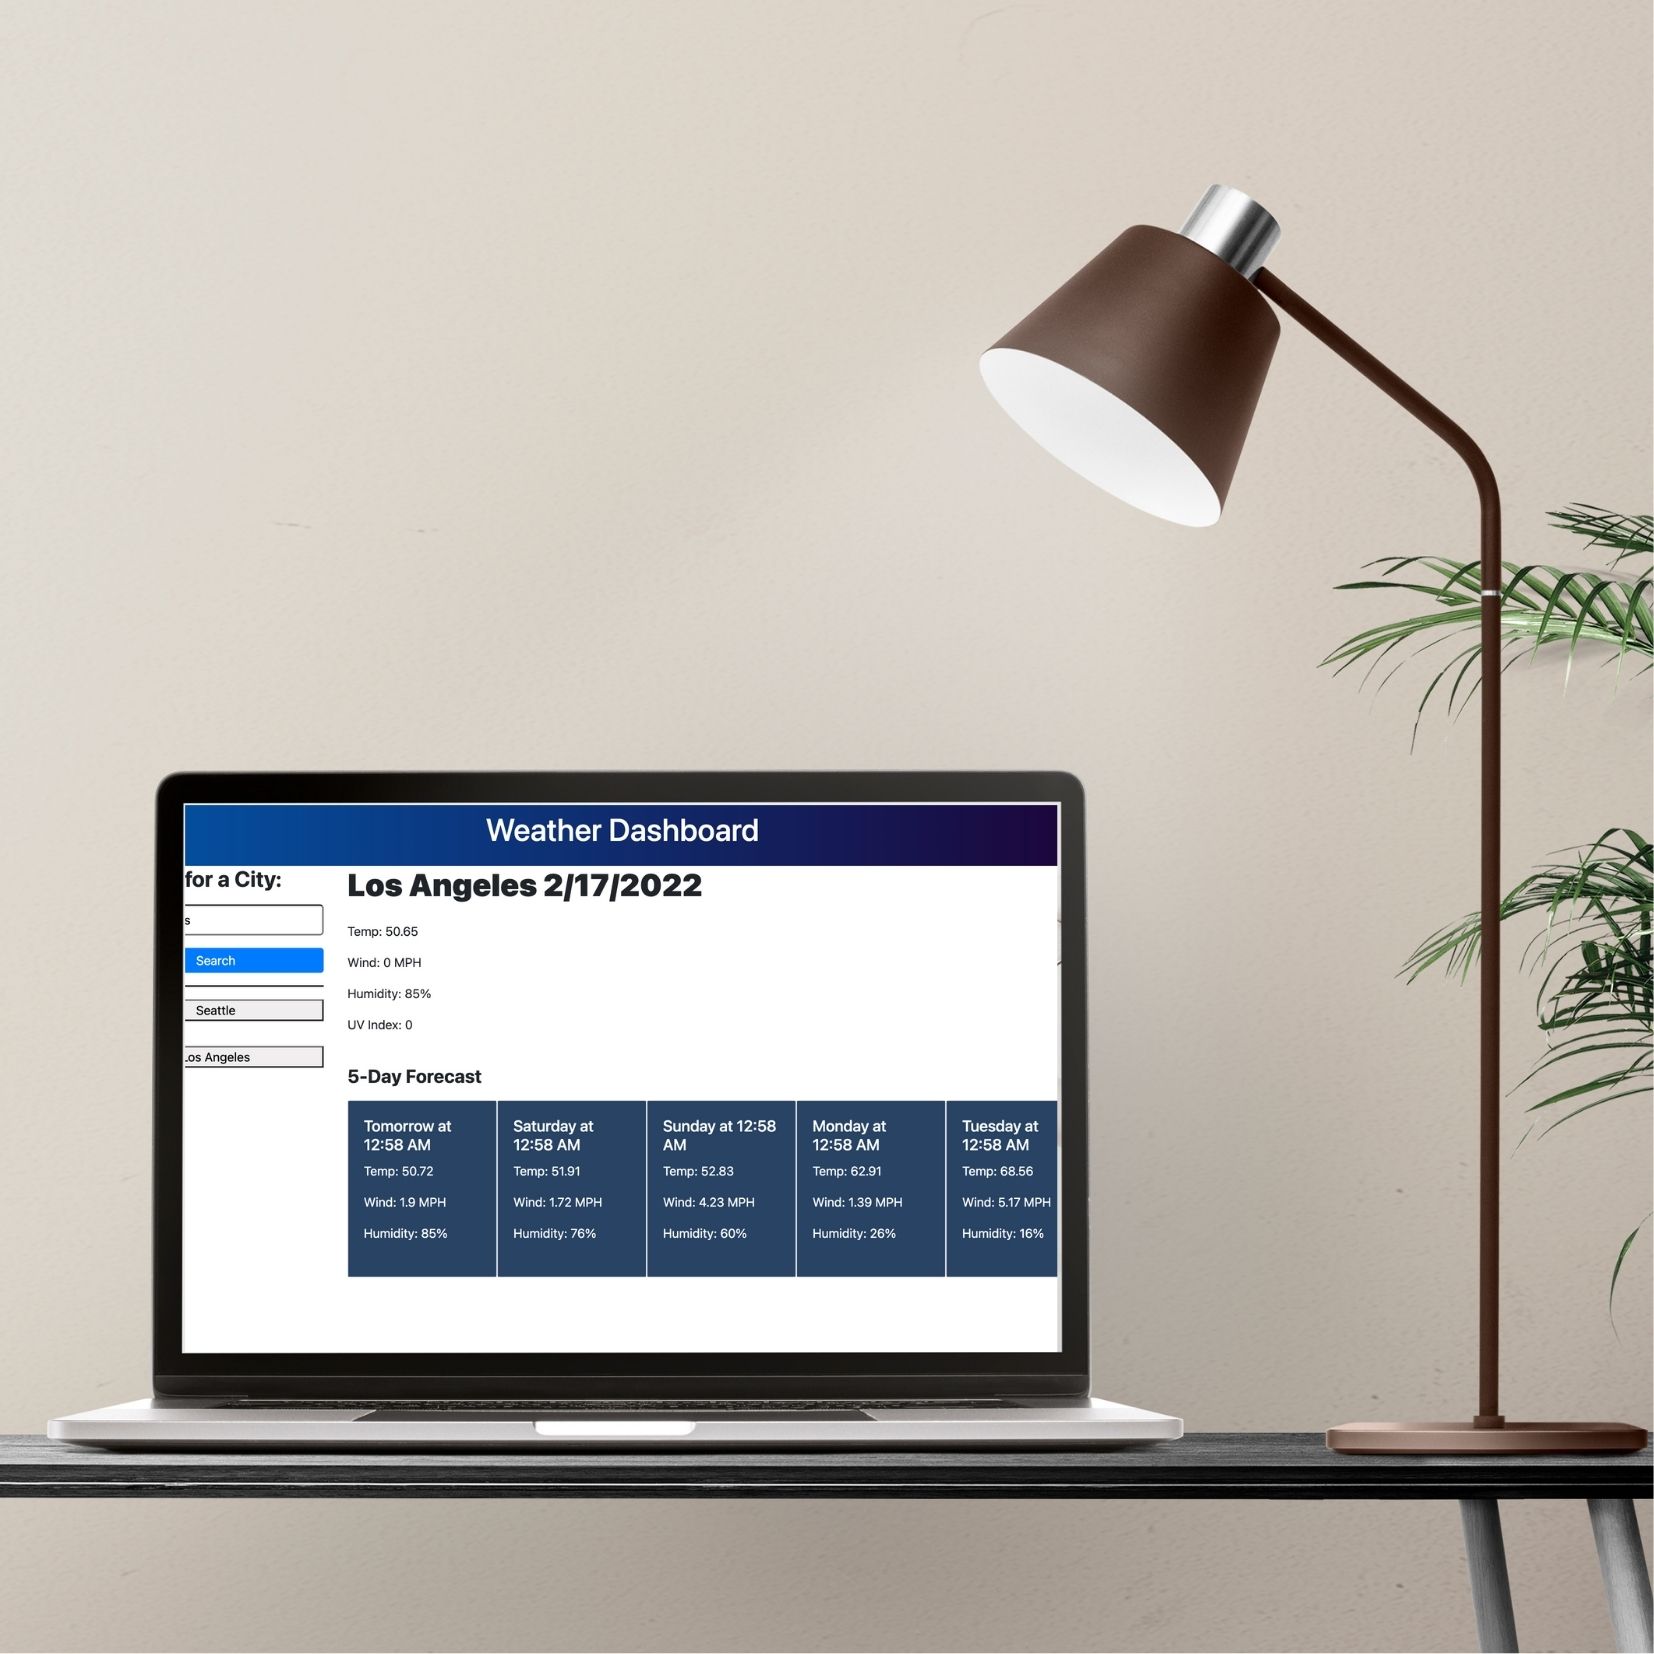 Weather Dashboard
for a City:
s
Search
Seattle
Los Angeles
Los Angeles 2/17/2022
Temp: 50.65
Wind: 0 MPH
Humidity: 85%
UV Index: 0
5-Day Forecast
Tomorrow at
12:58 AM
Temp: 50.72
Wind: 1.9 MPH
Humidity: 85%
Saturday at
12:58 AM
Temp: 51.91
Wind: 1.72 MPH
Humidity: 76%
Sunday at 12:58
AM
Temp: 52.83
Wind: 4.23 MPH
Humidity: 60%
Monday at
12:58 AM
Temp: 62.91
Wind: 1.39 MPH
Humidity: 26%
Tuesday at
12:58 AM
Temp: 68.56
Wind: 5.17 MPH
Humidity: 16%